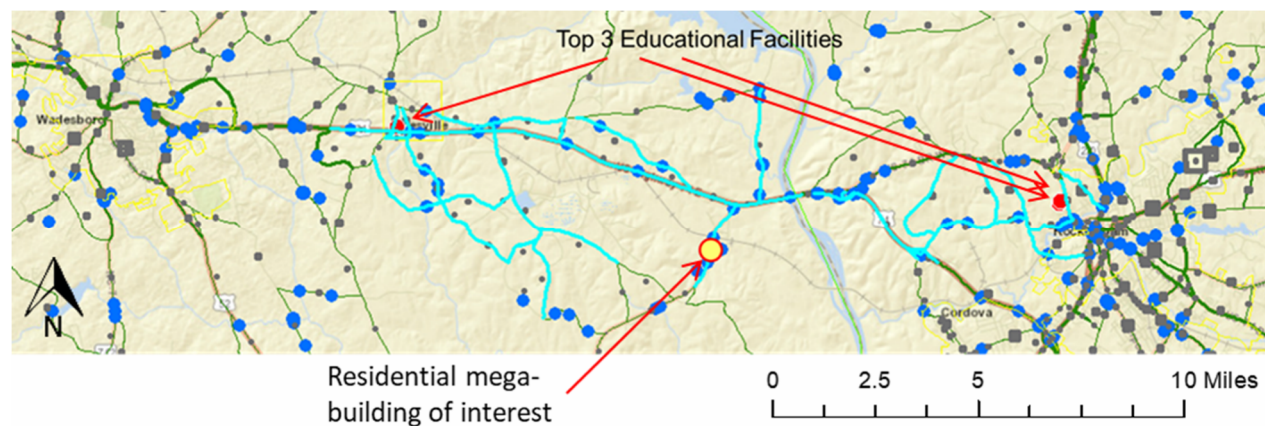 Top 3 Educational Facilities
Wadesboro
Cordova
N
Residential mega-
building of interest
0 2.5 5 10 Miles